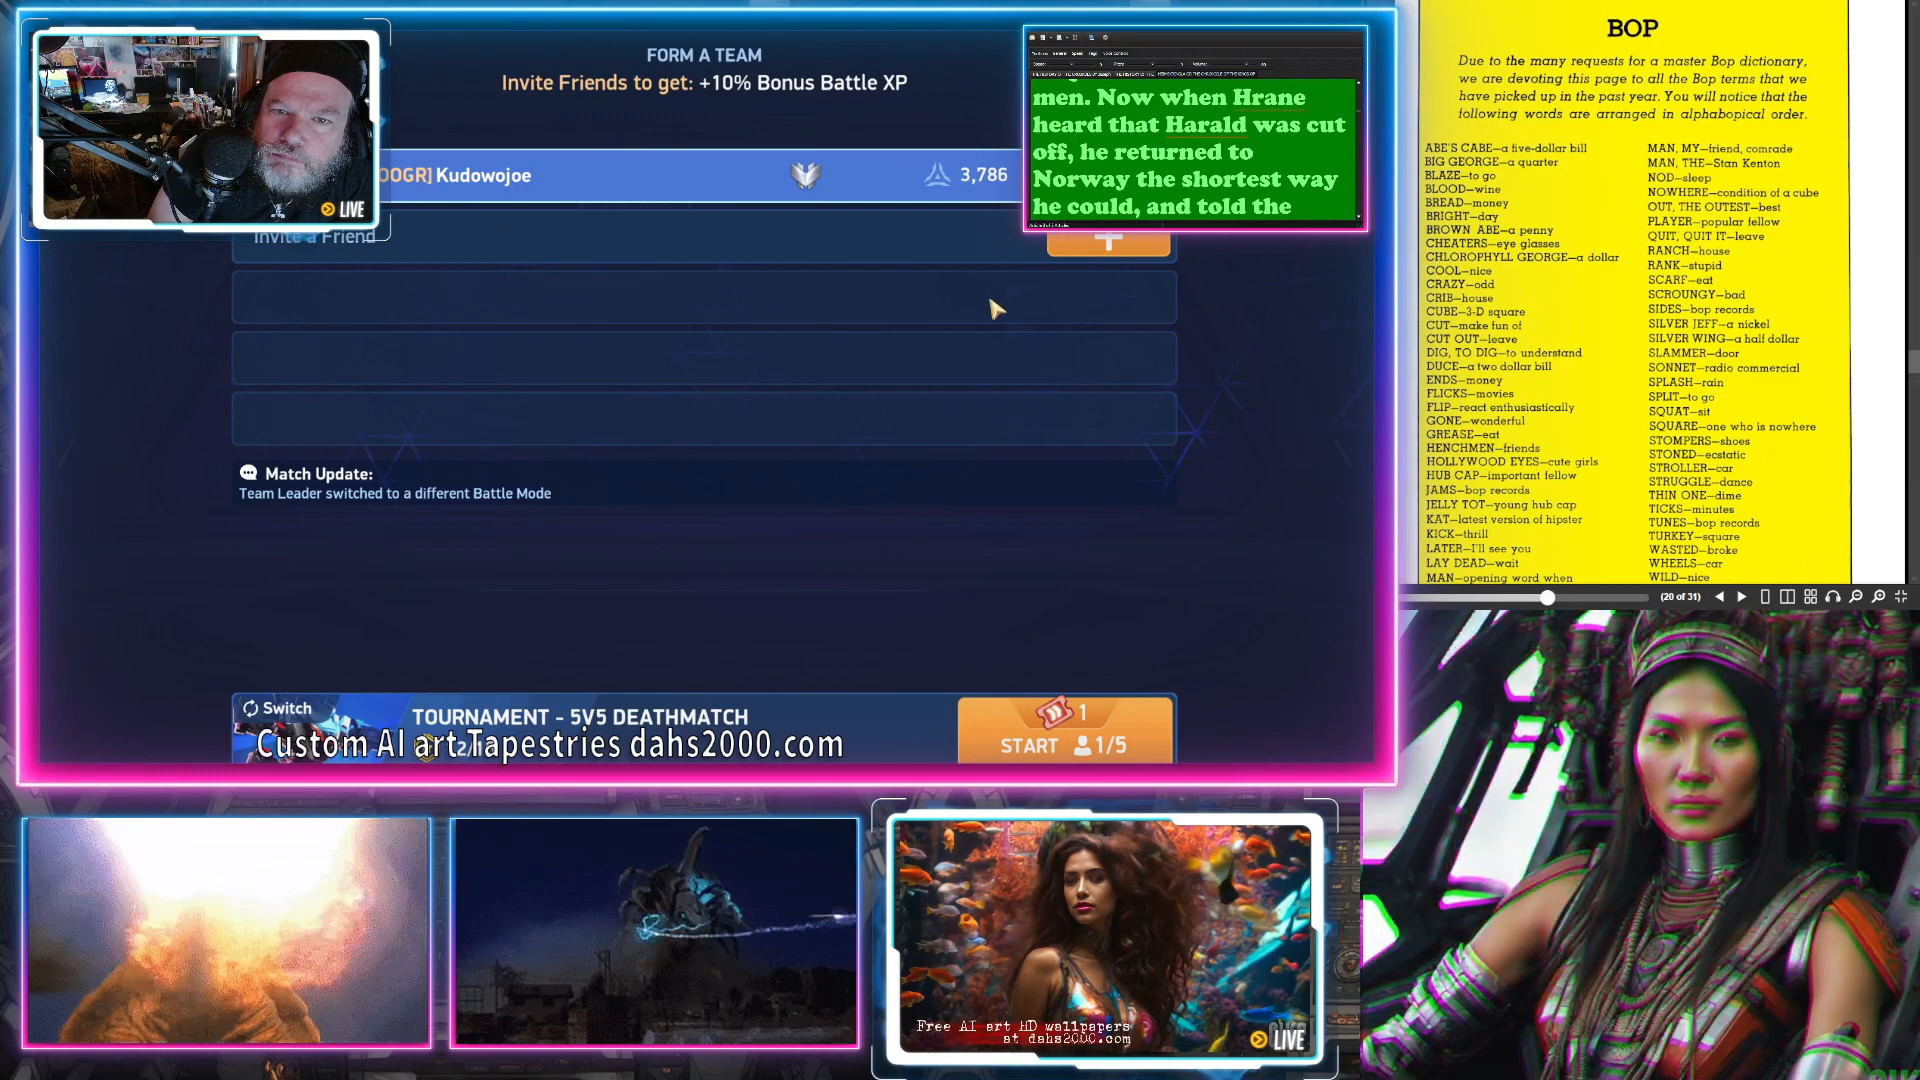 FORM A TEAM
Invite Friends to get: +10% Bonus Battle XP
OOGR] Kudowojoe
3,786
LIVE
Invite a Friend
men. Now when Hrane
heard that Harald was cut
off, he returned to
Norway the shortest way
he could, and told the
Match Update:
Team Leader switched to a different Battle Mode
Switch
TOURNAMENT - 5V5 DEATHMATCH
Custom AI art Tapestries dahs2000.com
1
START 1/5
Free AI art HD wallpapers
at dahs2000.com
LIVE
BOP
Due to the many requests for a master Bop dictionary,
we are devoting this page to all the Bop terms that we
have picked up in the past year. You will notice that the
following words are arranged in alphabopical order.
ABE'S CABE—a five-dollar bill
BIG GEORGE—a quarter
BLAZE—to go
BLOOD—wine
BREAD—money
BRIGHT—day
BROWN ABE—a penny
CHEATERS—eye glasses
CHLOROPHYLL GEORGE—a dollar
COOL—nice
CRAZY—odd
CRIB—house
CUBE—3-D square
CUT—make fun of
CUT OUT—leave
DIG, TO DIG—to understand
DUCE—a two dollar bill
ENDS—money
FLICKS—movies
FLIP—react enthusiastically
GONE—wonderful
GREASE—eat
HENCHMEN—friends
HOLLYWOOD EYES—cute girls
HUB CAP—important fellow
JAMS—bop records
JELLY TOT—young hub cap
KAT—latest version of hipster
KICK—thrill
LATER—I'll see you
LAY DEAD—wait
MAN—opening word when
MAN, MY—friend, comrade
MAN, THE—Stan Kenton
NOD—sleep
NOWHERE—condition of a cube
OUT, THE OUTEST—best
PLAYER—popular fellow
QUIT, QUIT IT—leave
RANCH—house
RANK—stupid
SCARF—eat
SCROUNGY—bad
SIDES—bop records
SILVER JEFF—a nickel
SILVER WING—a half dollar
SLAMMER—door
SONNET—radio commercial
SPLASH—rain
SPLIT—to go
SQUAT—sit
SQUARE—one who is nowhere
STOMPERS—shoes
STONED—ecstatic
STROLLER—car
STRUGGLE—dance
THIN ONE—dime
TICKS—minutes
TUNES—bop records
TURKEY—square
WASTED—broke
WHEELS—car
WILD—nice
(20 of 31)